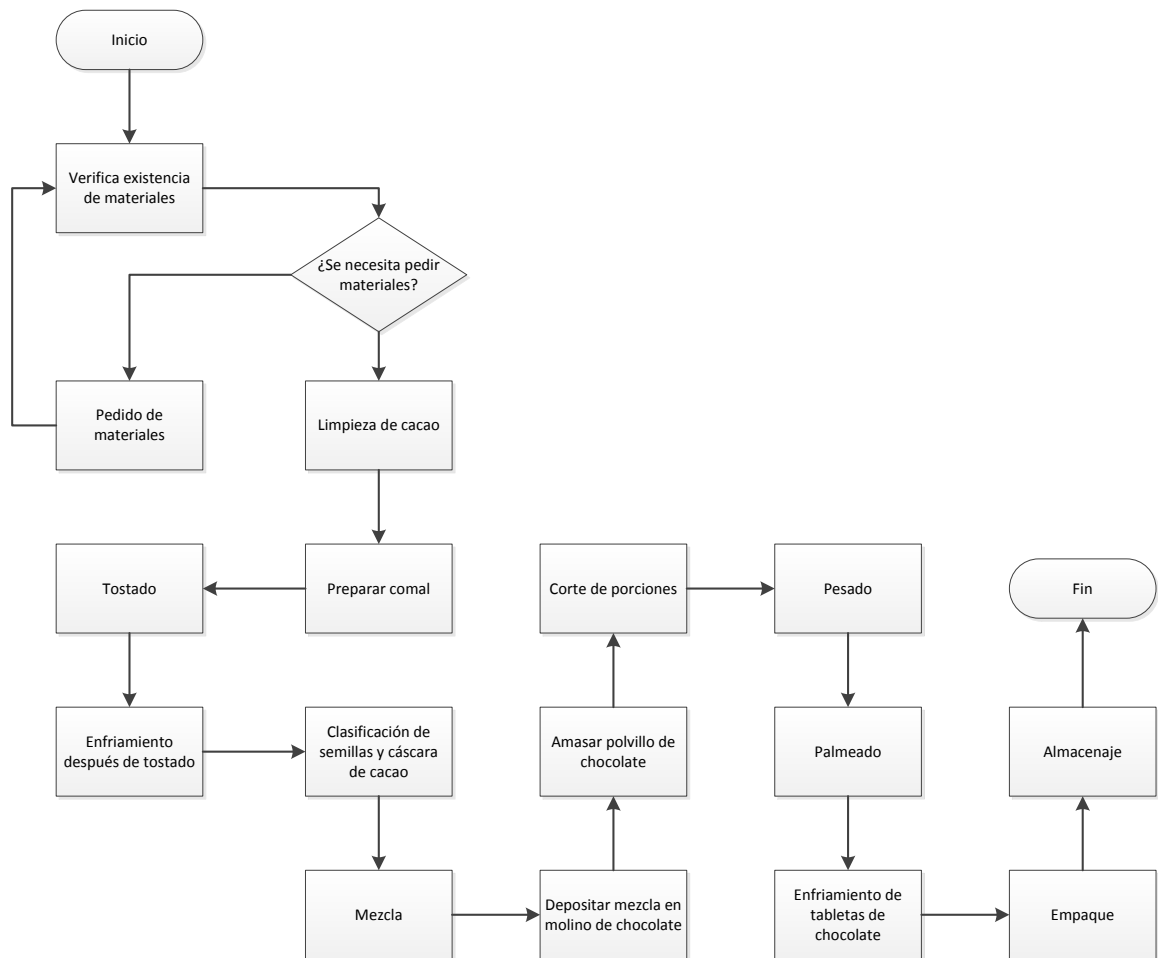 Inicio
Verifica existencia
de materiales
¿Se necesita pedir
materiales?
Pedido de
materiales
Limpieza de cacao
Tostado
Preparar comal
Corte de porciones
Pesado
Fin
Enfriamiento
después de tostado
Clasificación de
semillas y cáscara
de cacao
Amasar polvillo de
chocolate
Palmeado
Almacenaje
Mezcla
Depositar mezcla en
molino de chocolate
Enfriamiento de
tabletas de
chocolate
Empaque